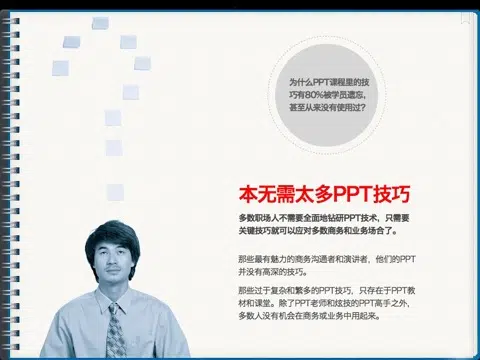 为什么PPT课程里的技
巧有80%被学员遗忘，
甚至从来没有使用过？
本无需太多PPT技巧
多数职场人不需要全面地钻研PPT技术，只需要
关键技巧就可以应对多数商务和业务场合了。
那些最有魅力的商务沟通者和演讲者，他们的PPT
并没有高深的技巧。
那些过于复杂和繁多的PPT技巧，只存在于PPT教
材和课堂。除了PPT老师和炫技的PPT高手之外，
多数人没有机会在商务或业务中用起来。